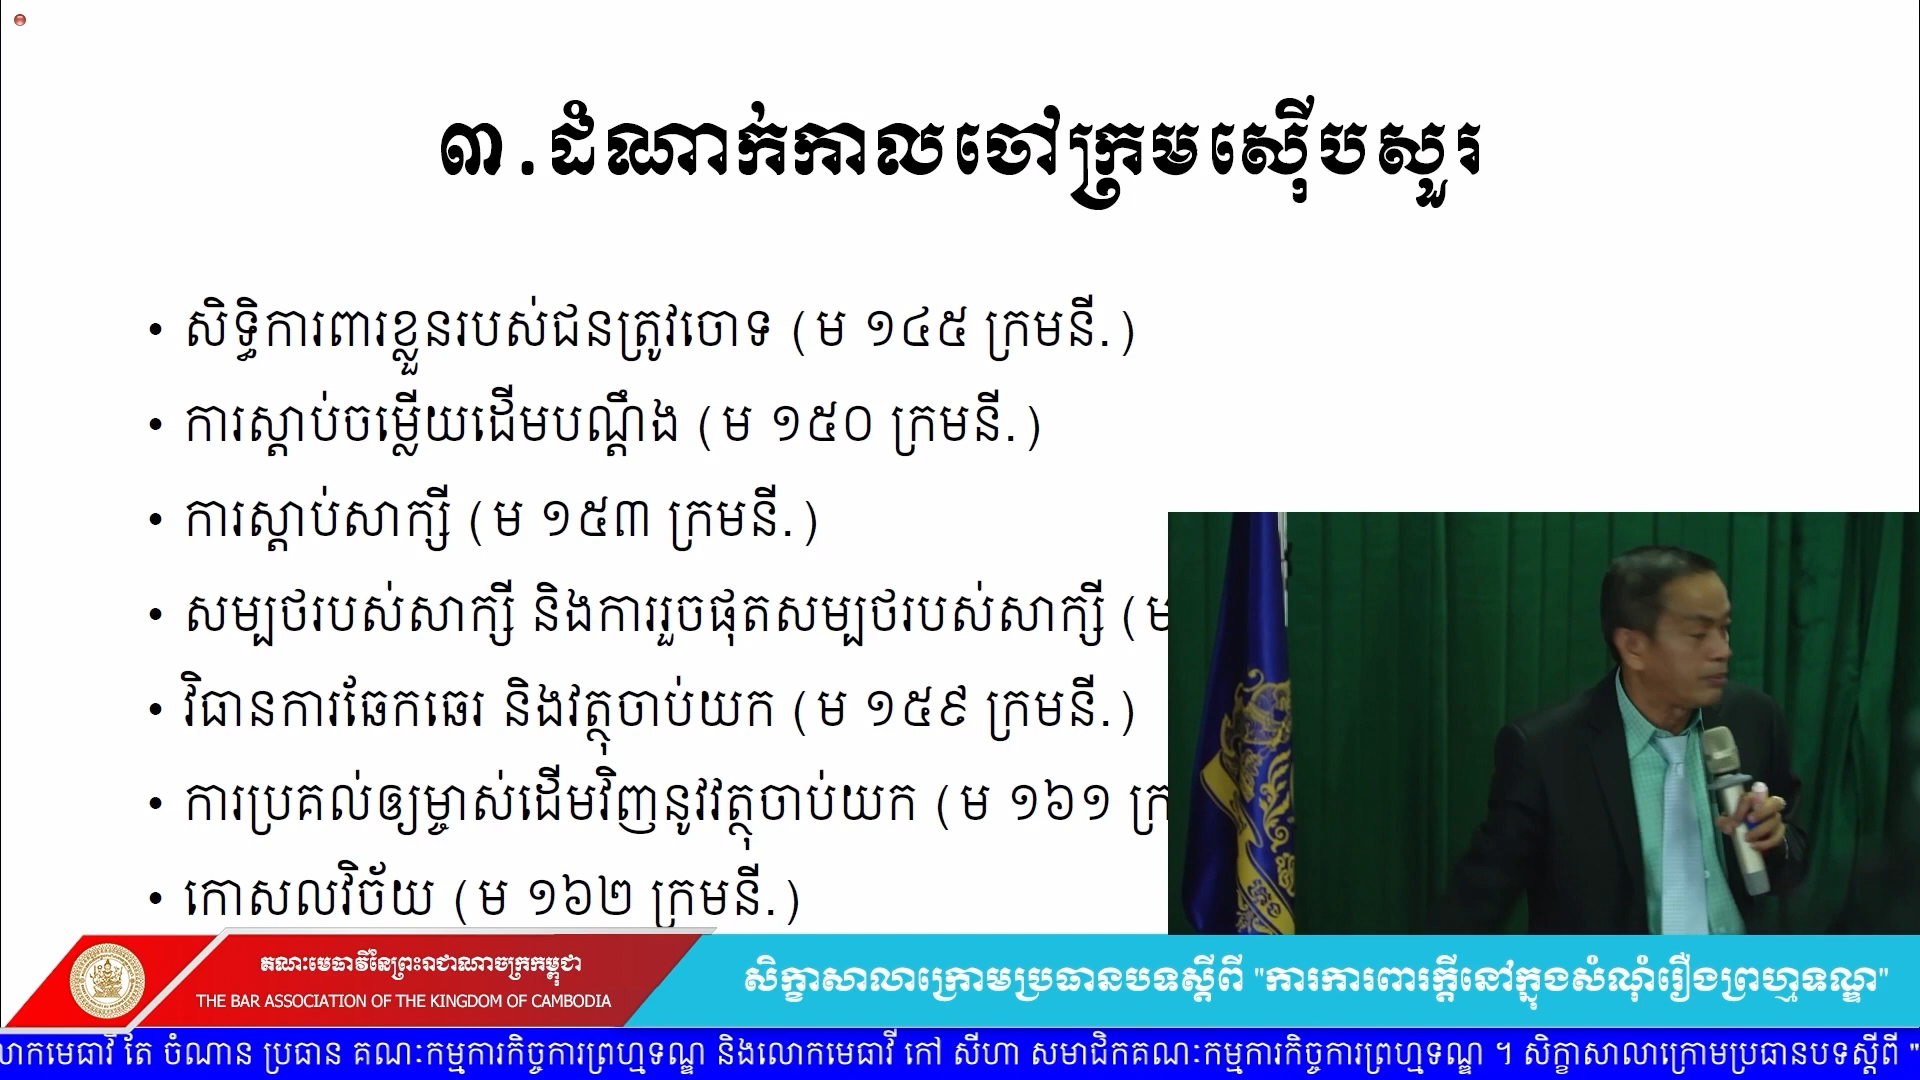 ៣.ដំណាក់កាលចៅក្រមស៊ើបសួរ
• សិទ្ធិការពារខ្លួនរបស់ជនត្រូវចោទ (ម ១៤៥ ក្រមនី.)
• ការស្តាប់ចម្លើយដើមបណ្តឹង (ម ១៥០ ក្រមនី.)
• ការស្តាប់សាក្សី (ម ១៥៣ ក្រមនី.)
• សម្បថរបស់សាក្សី និងការរួចផុតសម្បថរបស់សាក្សី (ម
• វិធានការឆែកឆេរ និងវត្ថុចាប់យក (ម ១៥៩ ក្រមនី.)
• ការប្រគល់ឲ្យម្ចាស់ដើមវិញនូវវត្ថុចាប់យក (ម ១៦១ ក្រ
• កោសលវិច័យ (ម ១៦២ ក្រមនី.)
គណៈមេធាវីនៃព្រះរាជាណាចក្រកម្ពុជា
THE BAR ASSOCIATION OF THE KINGDOM OF CAMBODIA
សិក្ខាសាលាក្រោមប្រធានបទស្តីពី "ការការពារក្តីនៅក្នុងសំណុំរឿងព្រហ្មទណ្ឌ"
លោកមេធាវី តែ ចំណាន ប្រធាន គណៈកម្មការកិច្ចការព្រហ្មទណ្ឌ និងលោកមេធាវី កៅ សីហា សមាជិកគណៈកម្មការកិច្ចការព្រហ្មទណ្ឌ ។ សិក្ខាសាលាក្រោមប្រធានបទស្តីពី "